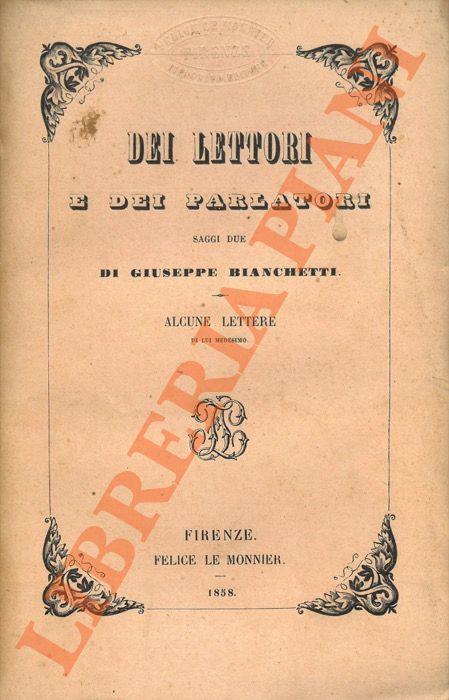 DEI LETTORI
E DEI PARLATORI
SAGGI DUE
DI GIUSEPPE BIANCHETTI.
ALCUNE LETTERE
DI LUI MEDESIMO.
FIRENZE.
FELICE LE MONNIER.
1858.
LIBRERIA PIANI